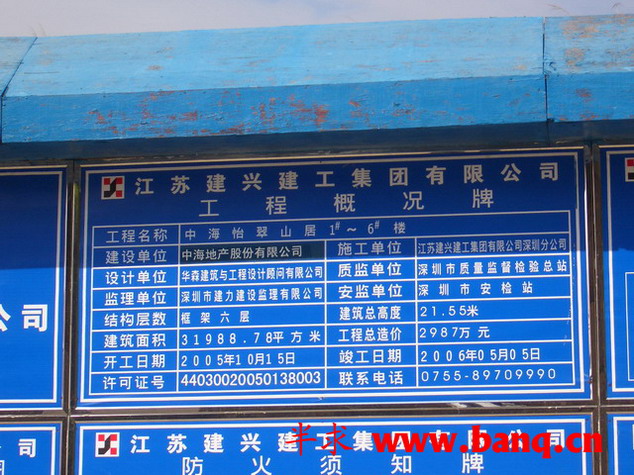 江苏建兴建工集团有限公司
工程概况牌
工程名称 中海怡翠山居1#~6#楼
建设单位 中海地产股份有限公司 施工单位 江苏建兴建工集团有限公司深圳分公司
设计单位 华森建筑与工程设计顾问有限公司 质监单位 深圳市质量监督检验总站
监理单位 深圳市建力建设监理有限公司 安监单位 深圳市安检站
结构层数 框架六层 建筑总高度 21.55米
建筑面积 31988.78平方米 工程总造价 2987万元
开工日期 2005年10月15日 竣工日期 2006年05月05日
许可证号 44030020050138003 联系电话 0755-89709990
公司
江苏建兴建工集团有限公司
防火须知牌
半求 www.banq.cn